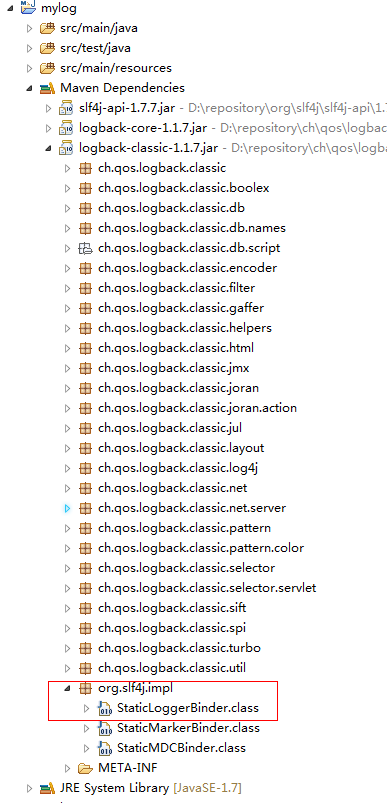 mylog
src/main/java
src/test/java
src/main/resources
Maven Dependencies
slf4j-api-1.7.7.jar - D:\repository\org\slf4j\slf4j-api\1.7
logback-core-1.1.7.jar - D:\repository\ch\qos\logba
logback-classic-1.1.7.jar - D:\repository\ch\qos\logb
ch.qos.logback.classic
ch.qos.logback.classic.boolex
ch.qos.logback.classic.db
ch.qos.logback.classic.db.names
ch.qos.logback.classic.db.script
ch.qos.logback.classic.encoder
ch.qos.logback.classic.filter
ch.qos.logback.classic.gaffer
ch.qos.logback.classic.helpers
ch.qos.logback.classic.html
ch.qos.logback.classic.jmx
ch.qos.logback.classic.joran
ch.qos.logback.classic.joran.action
ch.qos.logback.classic.jul
ch.qos.logback.classic.layout
ch.qos.logback.classic.log4j
ch.qos.logback.classic.net
ch.qos.logback.classic.net.server
ch.qos.logback.classic.pattern
ch.qos.logback.classic.pattern.color
ch.qos.logback.classic.selector
ch.qos.logback.classic.selector.servlet
ch.qos.logback.classic.sift
ch.qos.logback.classic.spi
ch.qos.logback.classic.turbo
ch.qos.logback.classic.util
org.slf4j.impl
StaticLoggerBinder.class
StaticMarkerBinder.class
StaticMDCBinder.class
META-INF
JRE System Library [JavaSE-1.7]